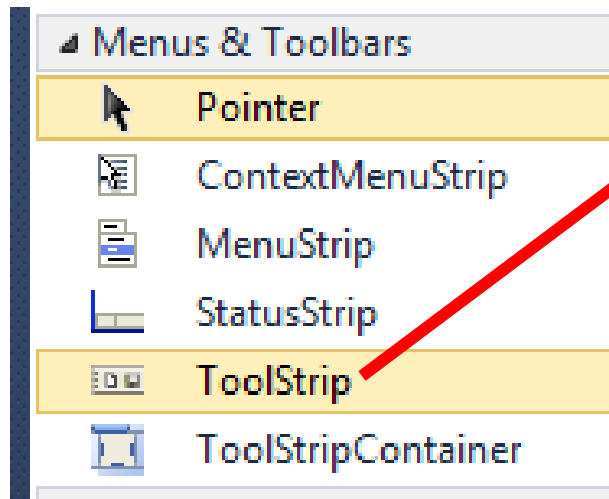 Menus & Toolbars
Pointer
ContextMenuStrip
MenuStrip
StatusStrip
ToolStrip
ToolStripContainer